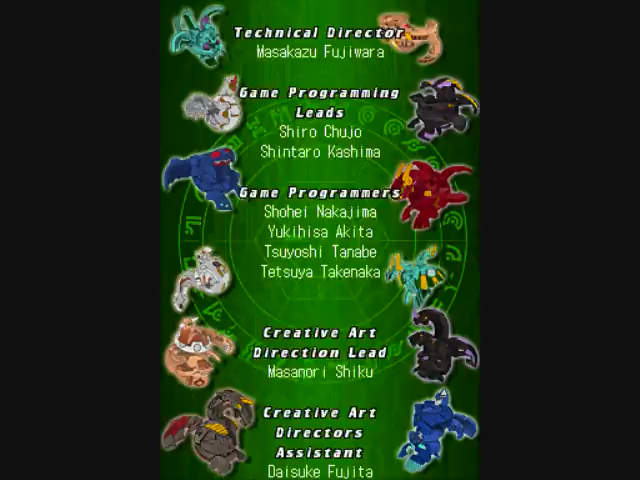 Technical Director
Masakazu Fujiwara
Game Programming
Leads
Shiro Chujo
Shintaro Kashima
Game Programmers
Shohei Nakajima
Yukihisa Akita
Tsuyoshi Tanabe
Tetsuya Takenaka
Creative Art
Direction Lead
Masanori Shiku
Creative Art
Directors
Assistant
Daisuke Fujita